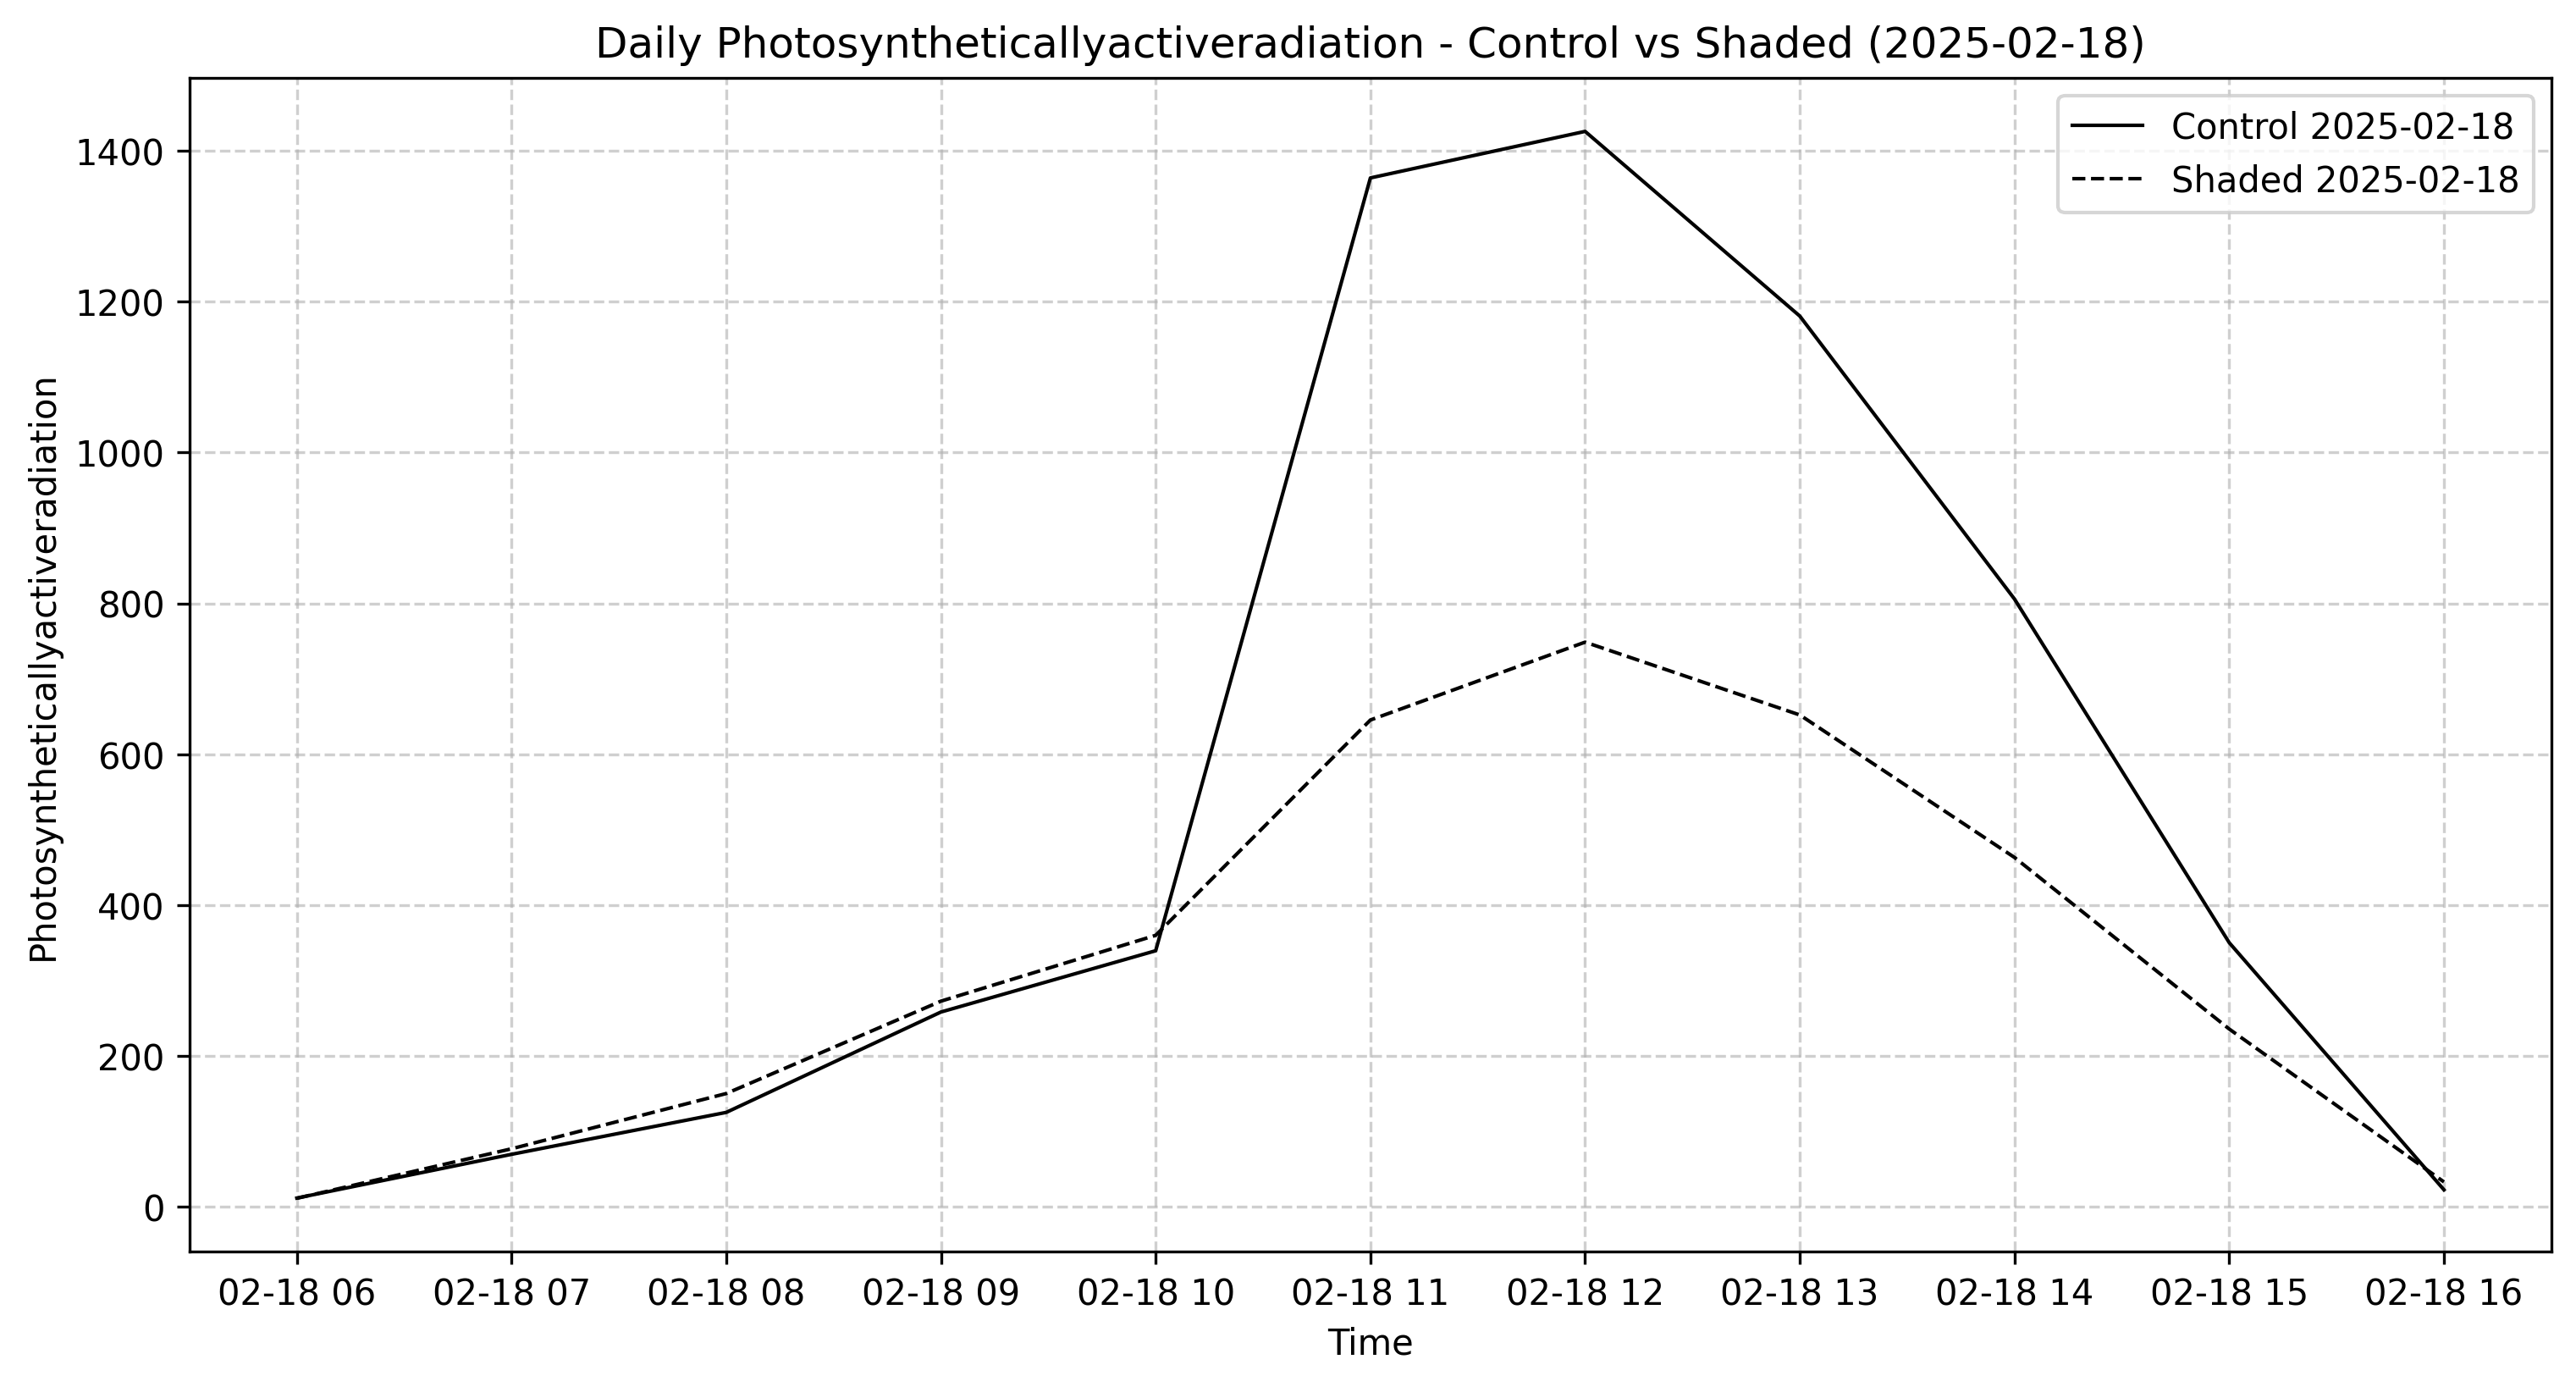 Daily Photosyntheticallyactiveradiation - Control vs Shaded (2025-02-18)
Control 2025-02-18
Shaded 2025-02-18
Photosyntheticallyactiveradiation
1400
1200
1000
800
600
400
200
0
02-18 06 02-18 07 02-18 08 02-18 09 02-18 10 02-18 11 02-18 12 02-18 13 02-18 14 02-18 15 02-18 16
Time